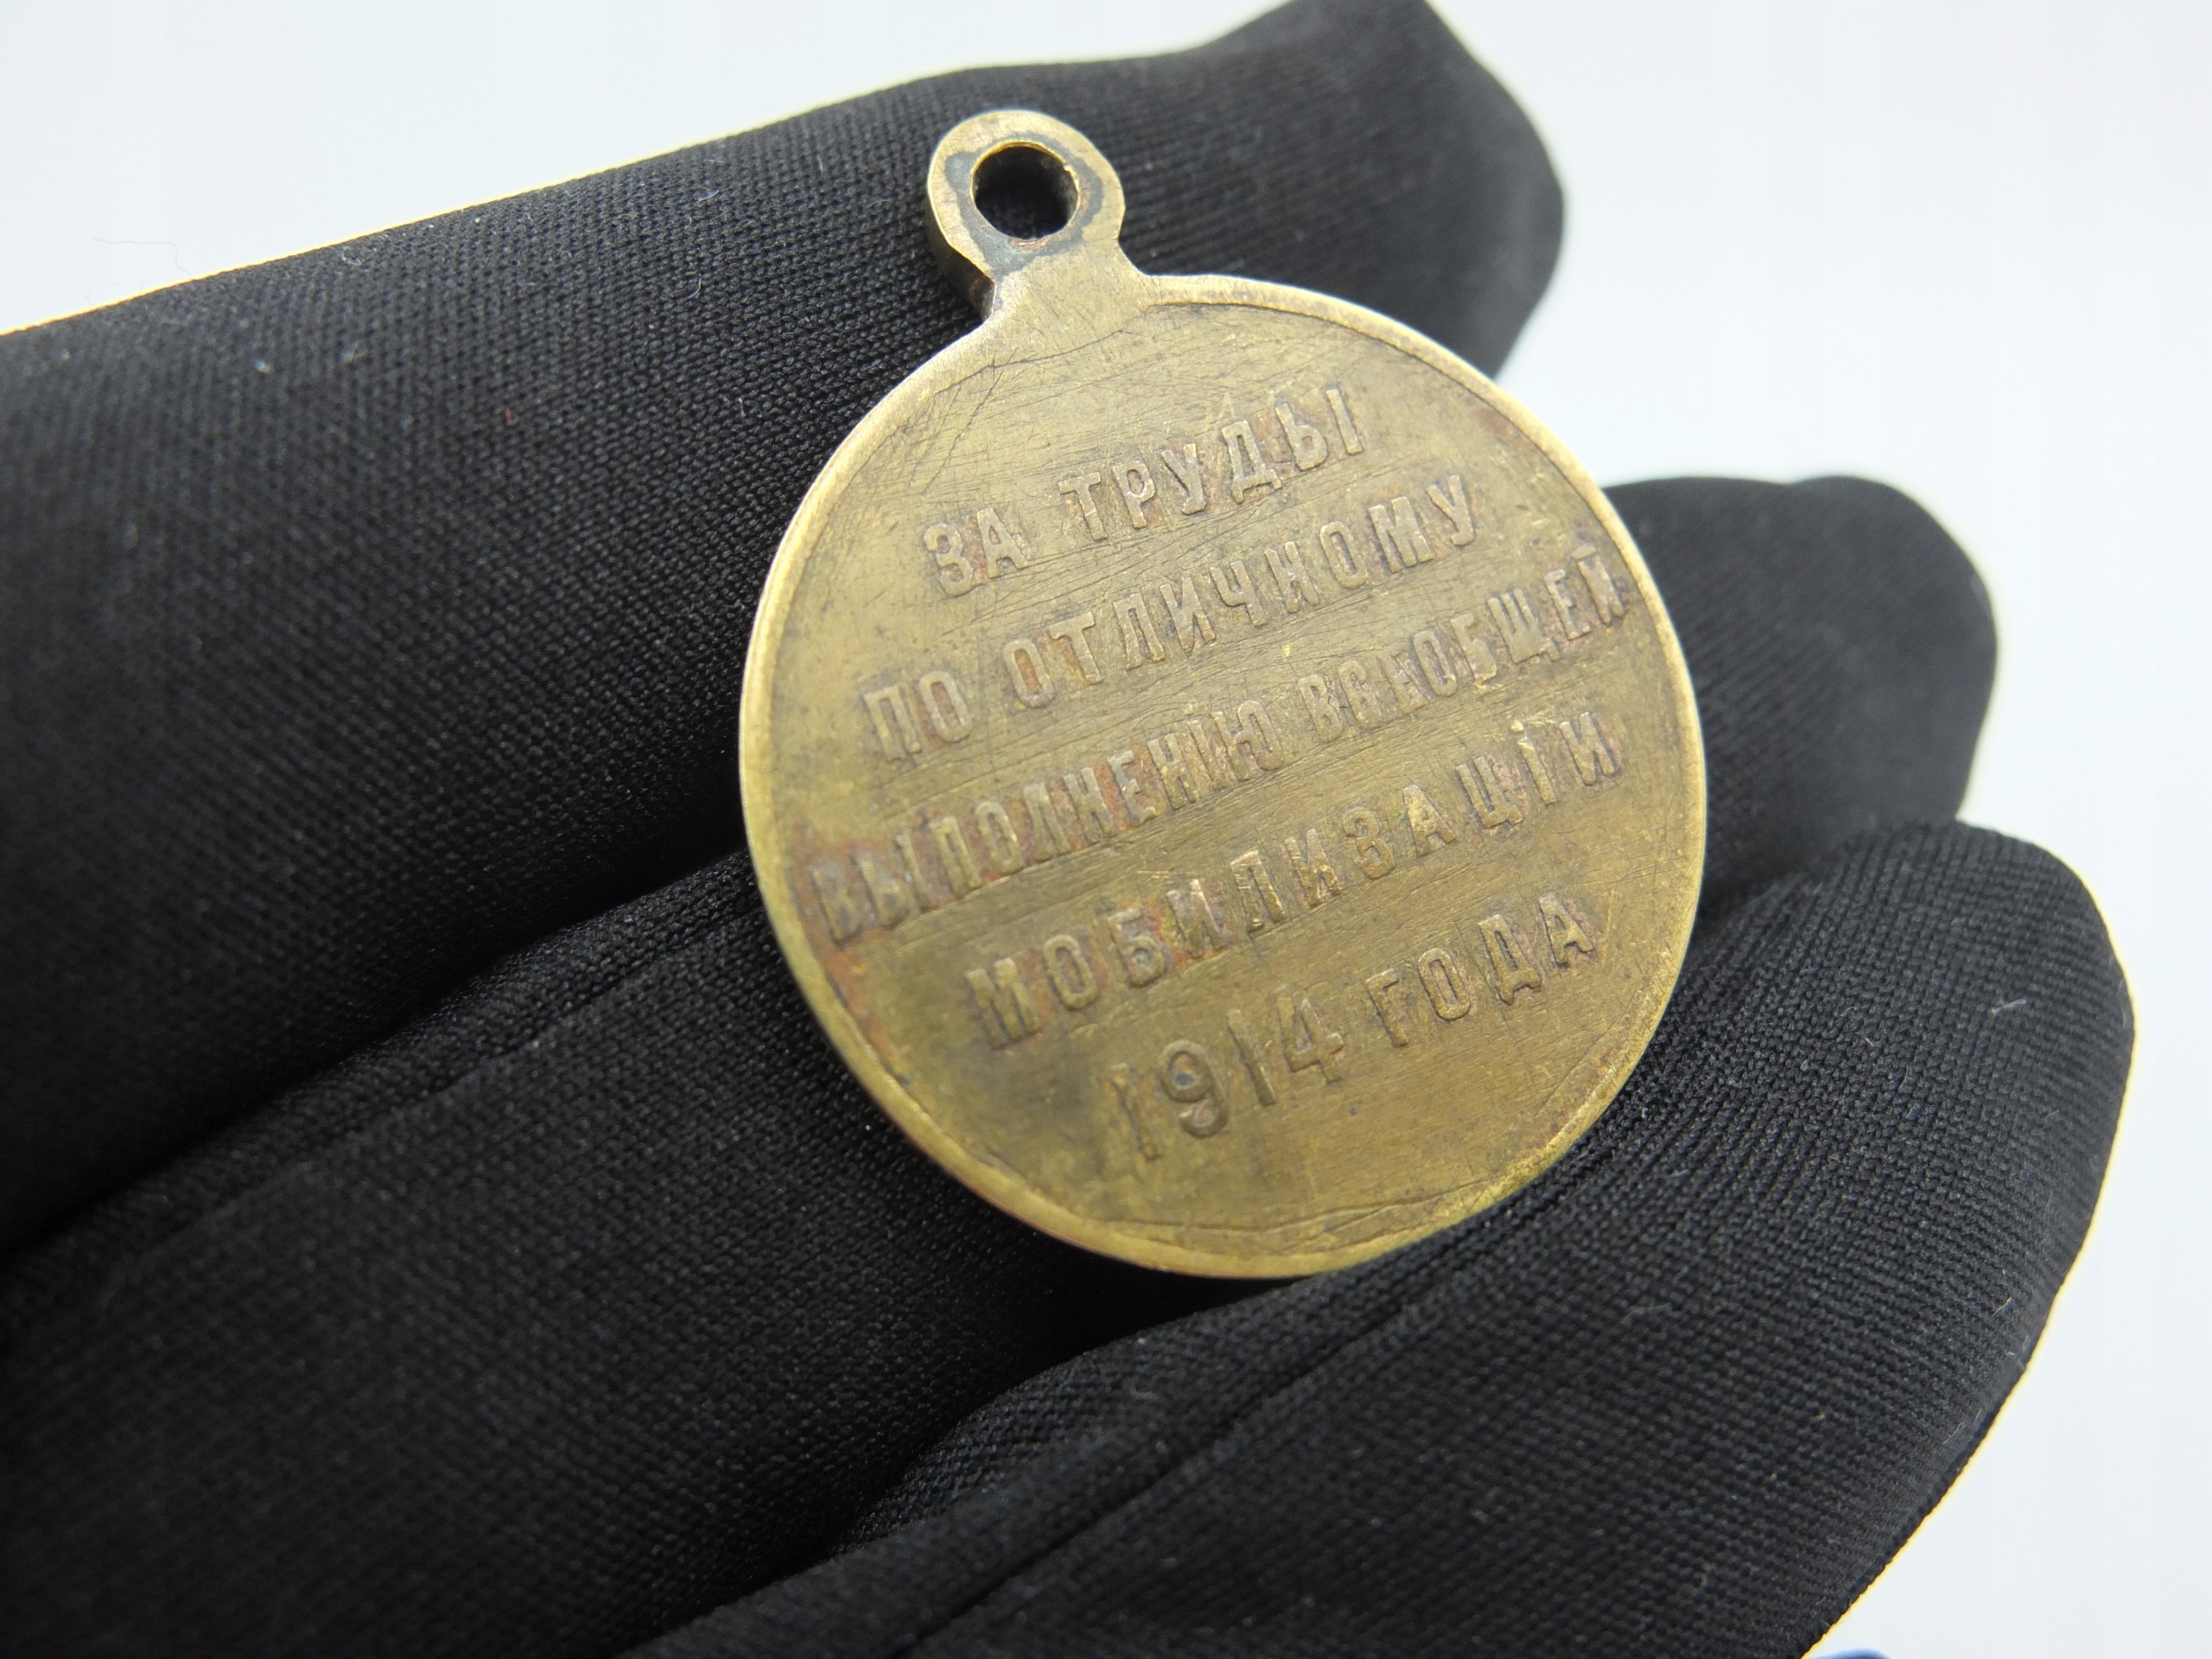 ЗА ТРУДЫ
ПО ОТЛИЧНОМУ
ВЫПОЛНЕНІЮ ВСЕОБЩЕЙ
МОБИЛИЗАЦІИ
1914 ГОДА